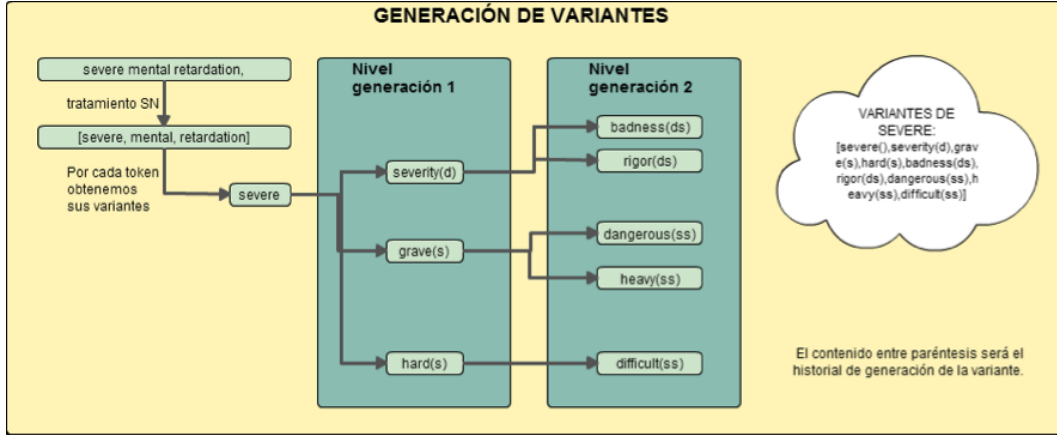 GENERACIÓN DE VARIANTES
severe mental retardation,
tratamiento SN
[severe, mental, retardation]
Por cada token
obtenemos
sus variantes
severe
Nivel
generación 1
severity(d)
grave(s)
hard(s)
Nivel
generación 2
badness(ds)
rigor(ds)
dangerous(ss)
heavy(ss)
difficult(ss)
VARIANTES DE
SEVERE:
[severe(),severity(d),grav
e(s),hard(s),badness(ds),
rigor(ds),dangerous(ss),h
eavy(ss),difficult(ss)]
El contenido entre paréntesis será el
historial de generación de la variante.